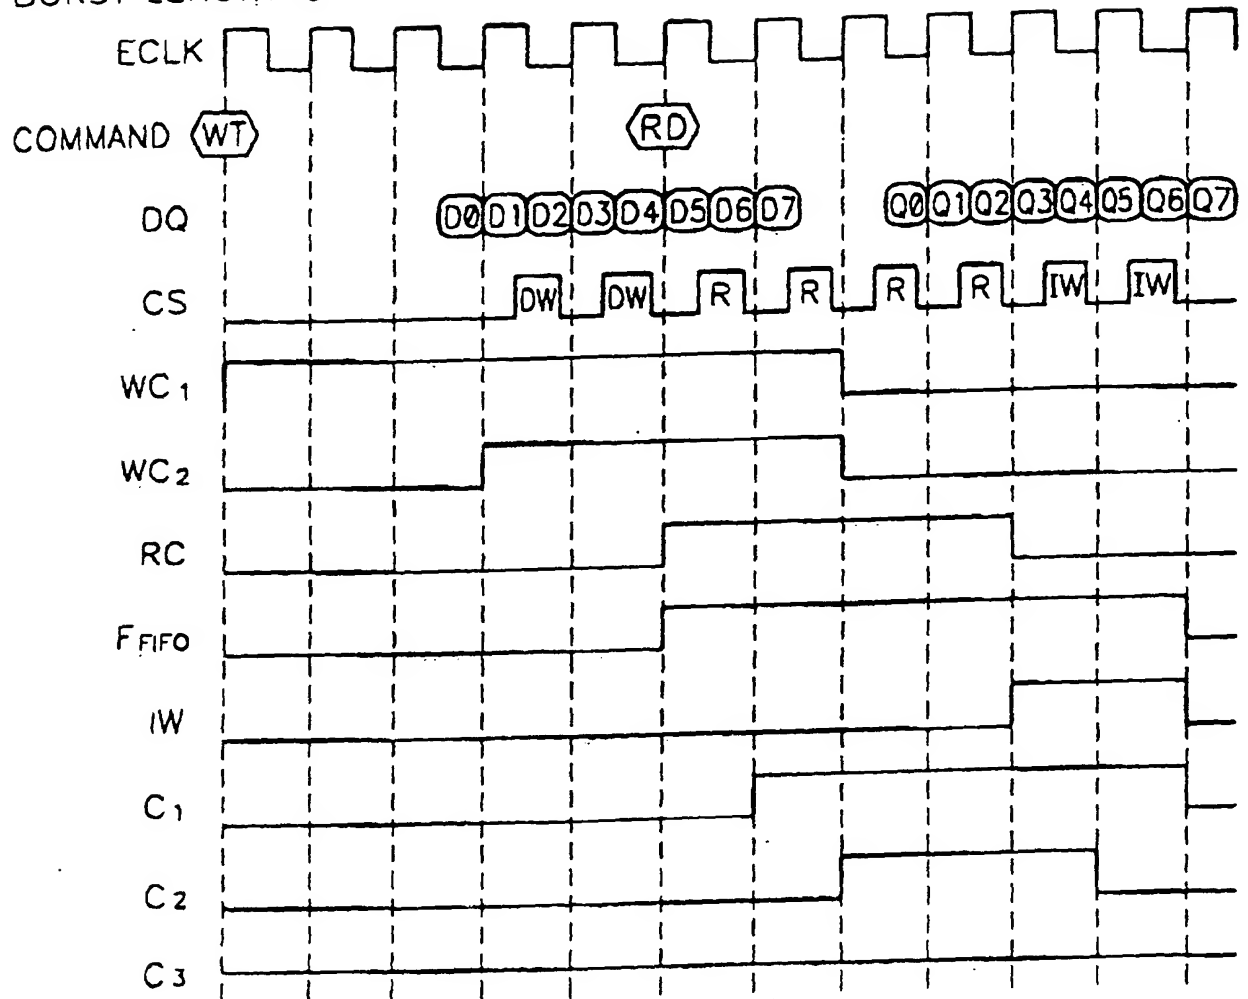 ECLK
COMMAND WT RD
DQ D0 D1 D2 D3 D4 D5 D6 D7 Q0 Q1 Q2 Q3 Q4 Q5 Q6 Q7
CS DW DW R R R R IW IW
WC1
WC2
RC
FFIFO
IW
C1
C2
C3